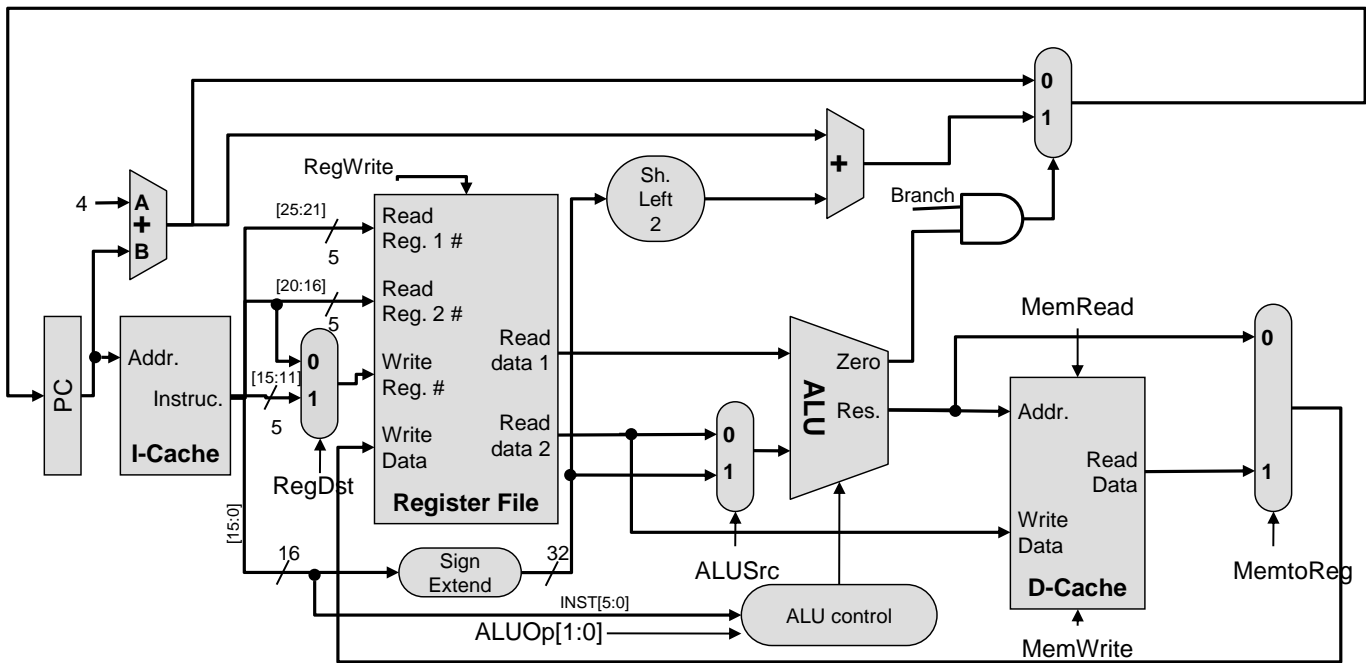 0
1
+
Sh.
Left
2
RegWrite
Branch
4
A
+
B
[25:21]
5
Read
Reg. 1 #
[20:16]
5
Read
Reg. 2 #
MemRead
PC
Addr.
Instruc.
I-Cache
[15:11]
5
0
1
RegDst
Write
Reg. #
Write
Data
Read
data 1
Read
data 2
Register File
0
1
ALUSrc
ALU
Zero
Res.
Addr.
Read
Data
Write
Data
D-Cache
MemWrite
0
1
MemtoReg
[15:0]
16
Sign
Extend
32
INST[5:0]
ALUOp[1:0]
ALU control